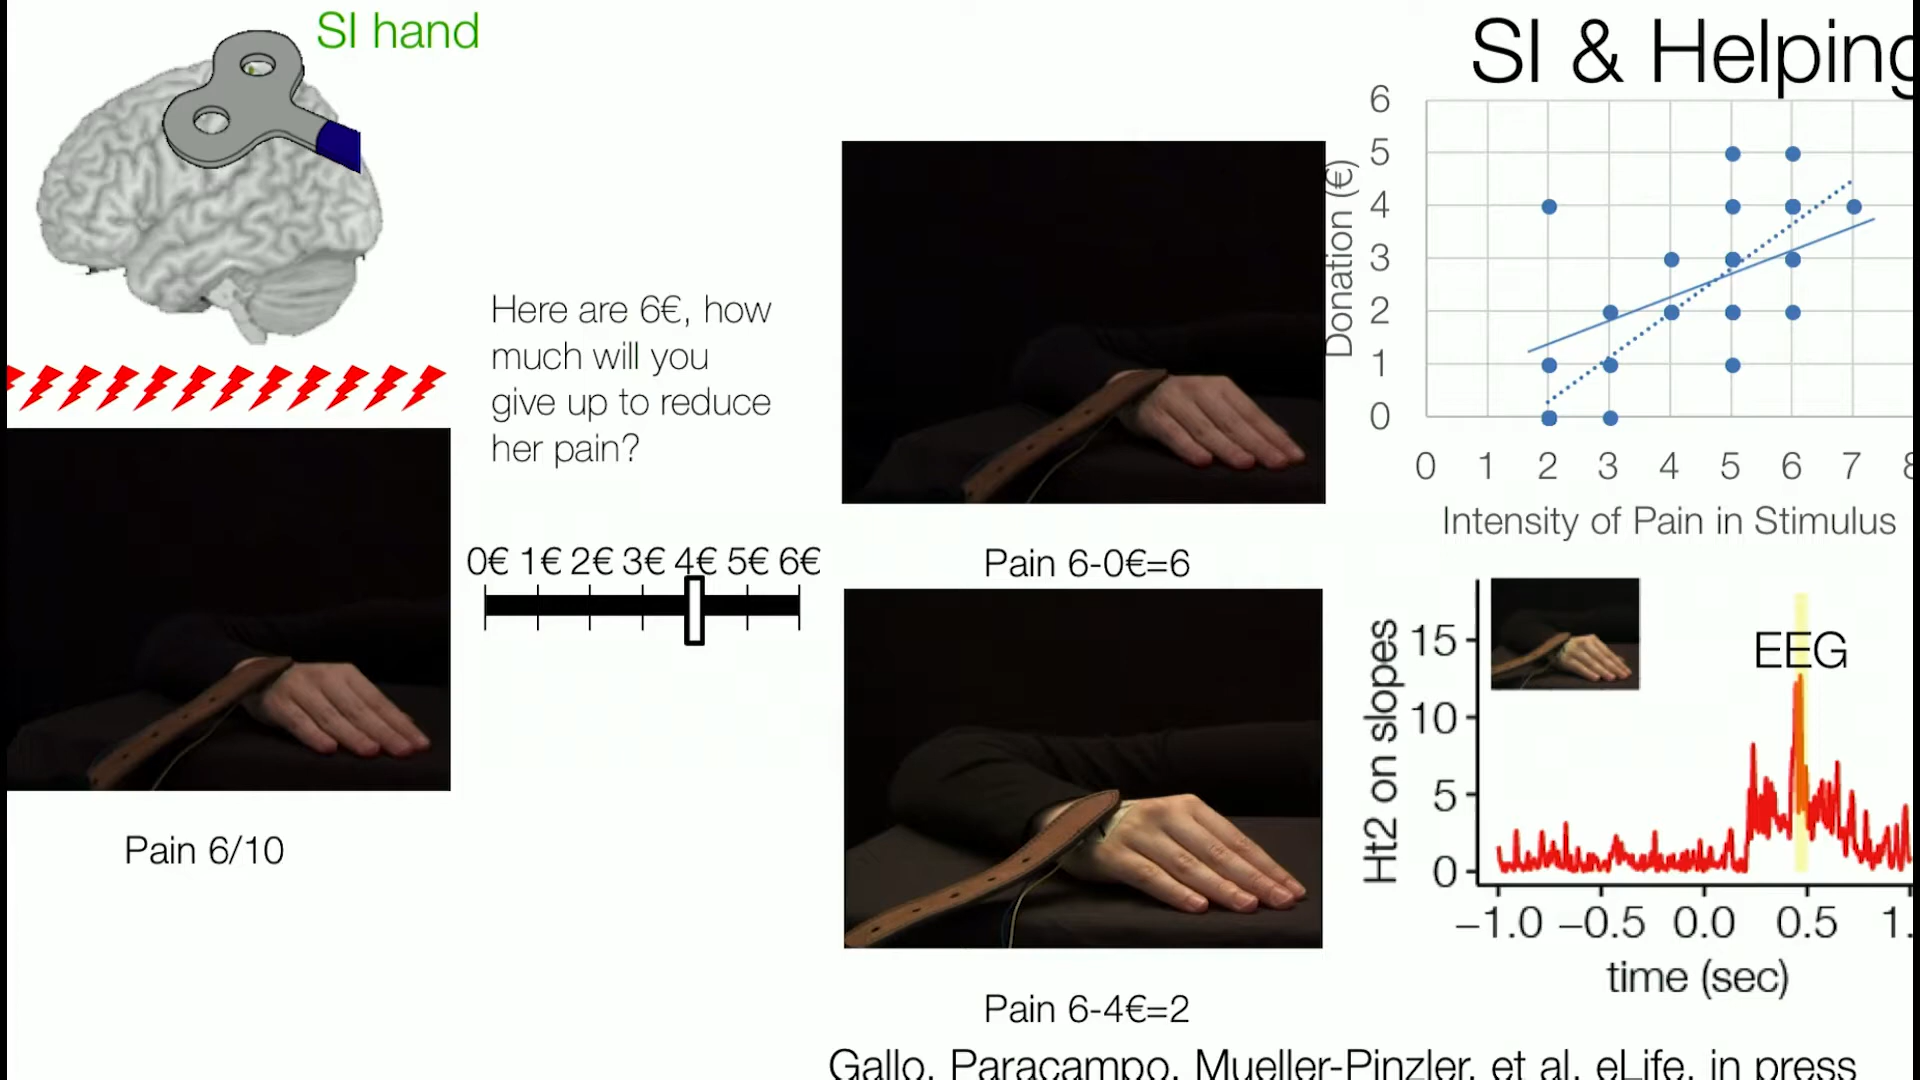 SI hand
SI & Helping
Here are 6€, how
much will you
give up to reduce
her pain?
0€ 1€ 2€ 3€ 4€ 5€ 6€
Pain 6/10
Pain 6-0€=6
Pain 6-4€=2
Donation (€)
6
5
4
3
2
1
0
0 1 2 3 4 5 6 7 8
Intensity of Pain in Stimulus
EEG
Ht2 on slopes
15
10
5
0
−1.0 −0.5 0.0 0.5 1.
time (sec)
Gallo, Paracampo, Mueller-Pinzler, et al. eLife, in press